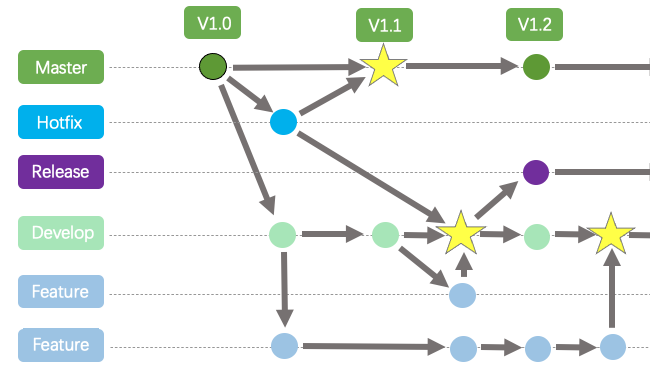 V1.0
V1.1
V1.2
Master
Hotfix
Release
Develop
Feature
Feature